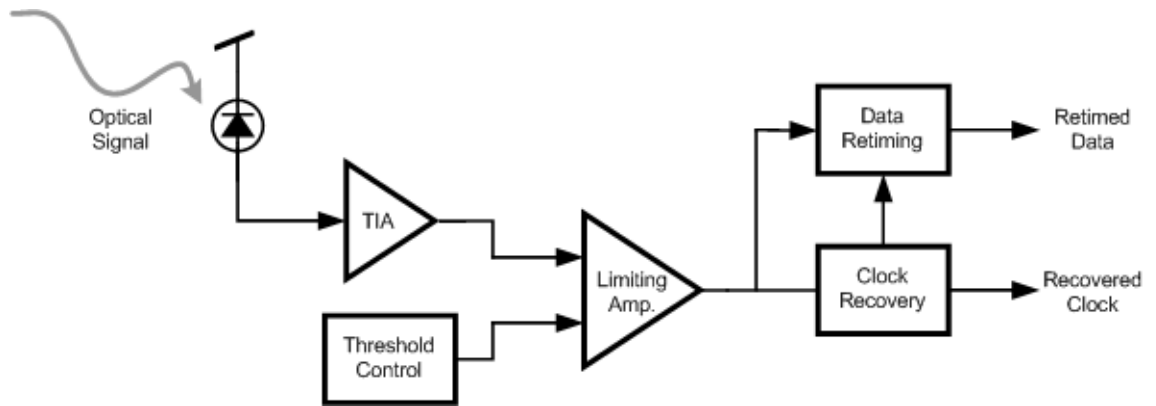 Optical
Signal
TIA
Threshold
Control
Limiting
Amp.
Data
Retiming
Retimed
Data
Clock
Recovery
Recovered
Clock